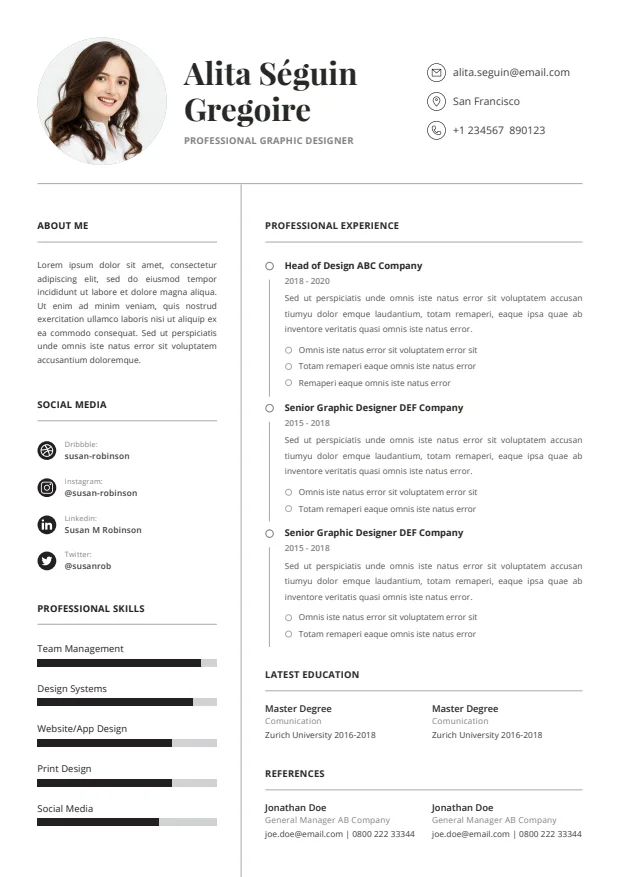 Alita Séguin
Gregoire
PROFESSIONAL GRAPHIC DESIGNER
alita.seguin@email.com
San Francisco
+1 234567 890123
ABOUT ME
Lorem ipsum dolor sit amet, consectetur
adipiscing elit, sed do eiusmod tempor
incididunt ut labore et dolore magna aliqua.
Ut enim ad minim veniam, quis nostrud
exercitation ullamco laboris nisi ut aliquip ex
ea commodo consequat. Sed ut perspiciatis
unde omnis iste natus error sit voluptatem
accusantium doloremque.
SOCIAL MEDIA
Dribbble:
susan-robinson
Instagram:
@susan-robinson
Linkedin:
Susan M Robinson
Twitter:
@susanrob
PROFESSIONAL SKILLS
Team Management
Design Systems
Website/App Design
Print Design
Social Media
PROFESSIONAL EXPERIENCE
Head of Design ABC Company
2018 - 2020
Sed ut perspiciatis unde omnis iste natus error sit voluptatem accusan
tiumyu dolor emque laudantium, totam remaperi, eaque ipsa quae ab
inventore veritatis quasi omnis iste natus error.
Omnis iste natus error sit voluptatem error sit
Totam remaperi eaque omnis iste natus error
Remaperi eaque omnis iste natus error
Senior Graphic Designer DEF Company
2015 - 2018
Sed ut perspiciatis unde omnis iste natus error sit voluptatem accusan
tiumyu dolor emque laudantium, totam remaperi, eaque ipsa quae ab
inventore veritatis quasi omnis iste natus error.
Omnis iste natus error sit voluptatem error sit
Totam remaperi eaque omnis iste natus error
Senior Graphic Designer DEF Company
2015 - 2018
Sed ut perspiciatis unde omnis iste natus error sit voluptatem accusan
tiumyu dolor emque laudantium, totam remaperi, eaque ipsa quae ab
inventore veritatis quasi omnis iste natus error.
Omnis iste natus error sit voluptatem error sit
Totam remaperi eaque omnis iste natus error
LATEST EDUCATION
Master Degree
Comunication
Zurich University 2016-2018
Master Degree
Comunication
Zurich University 2016-2018
REFERENCES
Jonathan Doe
General Manager AB Company
joe.doe@email.com | 0800 222 33344
Jonathan Doe
General Manager AB Company
joe.doe@email.com | 0800 222 33344